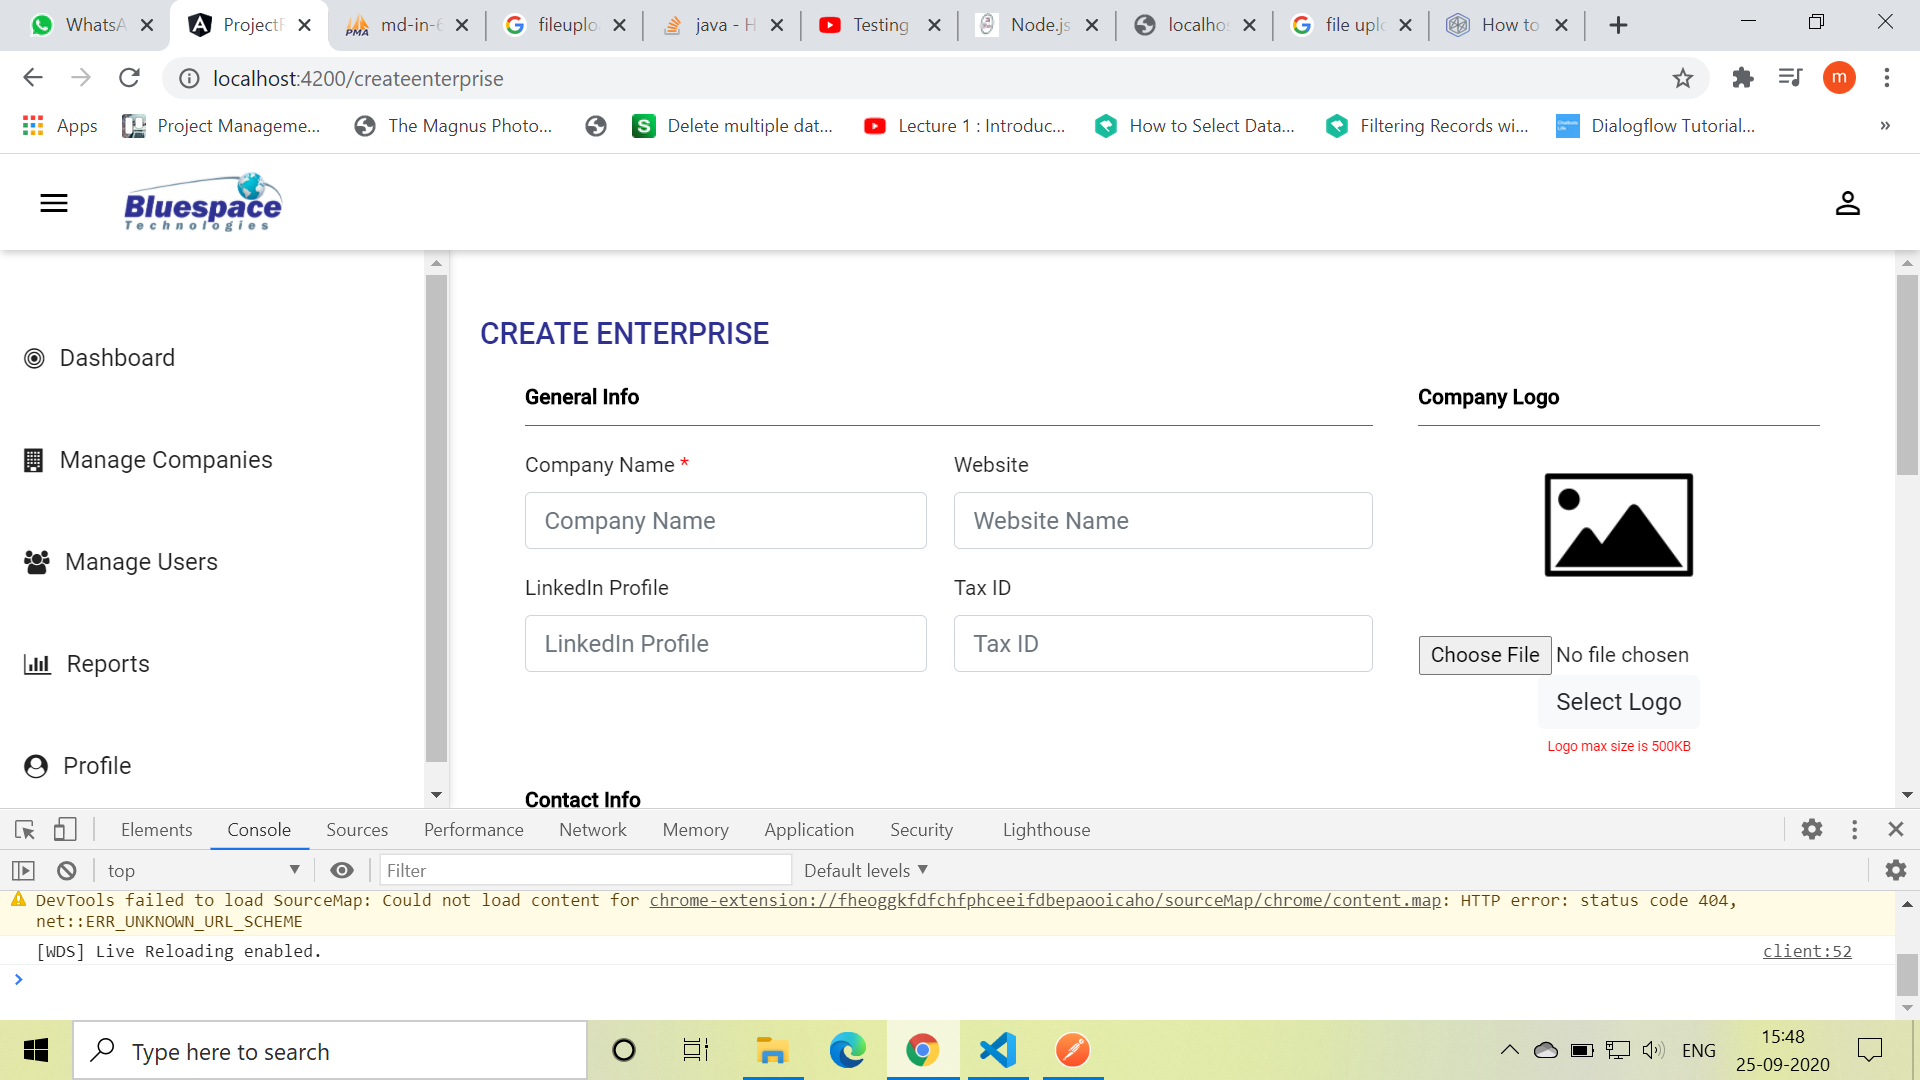 WhatsA
ProjectF
md-in-6
fileuplo
java - H
Testing
Node.js
localhos
file uplo
How to
PMA
localhost:4200/createenterprise
m
Apps
Project Manageme...
The Magnus Photo...
Delete multiple dat...
Lecture 1 : Introduc...
How to Select Data...
Filtering Records wi...
Dialogflow Tutorial...
»
Bluespace
Technologies
Dashboard
Manage Companies
Manage Users
Reports
Profile
CREATE ENTERPRISE
General Info
Company Name *
Website
Company Name
Website Name
LinkedIn Profile
Tax ID
LinkedIn Profile
Tax ID
Company Logo
Choose File No file chosen
Select Logo
Logo max size is 500KB
Contact Info
Elements Console Sources Performance Network Memory Application Security Lighthouse
top
Filter
Default levels
DevTools failed to load SourceMap: Could not load content for chrome-extension://fheoggkfdfchfphceeifdbepaooicaho/sourceMap/chrome/content.map: HTTP error: status code 404,
net::ERR_UNKNOWN_URL_SCHEME
[WDS] Live Reloading enabled.
client:52
Type here to search
ENG
15:48
25-09-2020